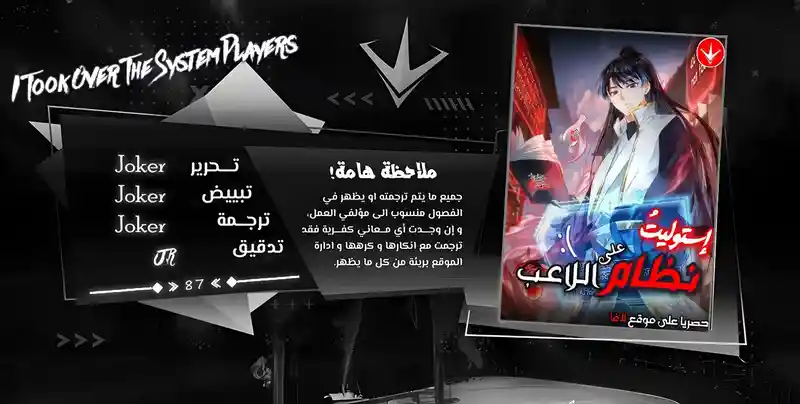 I TOOK OVER THE SYSTEM PLAYERS
تـحرير Joker
تبييض Joker
ترجمة Joker
تدقيق JR
87
ملاحظة هامة!
جميع ما يتم ترجمته او يظهر في
الفصول منسوب الى مؤلفي العمل،
و إن وجدت أي معاني كفرية فقد
ترجمت مع انكارها و كرهها و ادارة
الموقع بريئة من كل ما يظهر.
إستوليتُ
على
نظام اللاعب
حصريا على موقع لافا